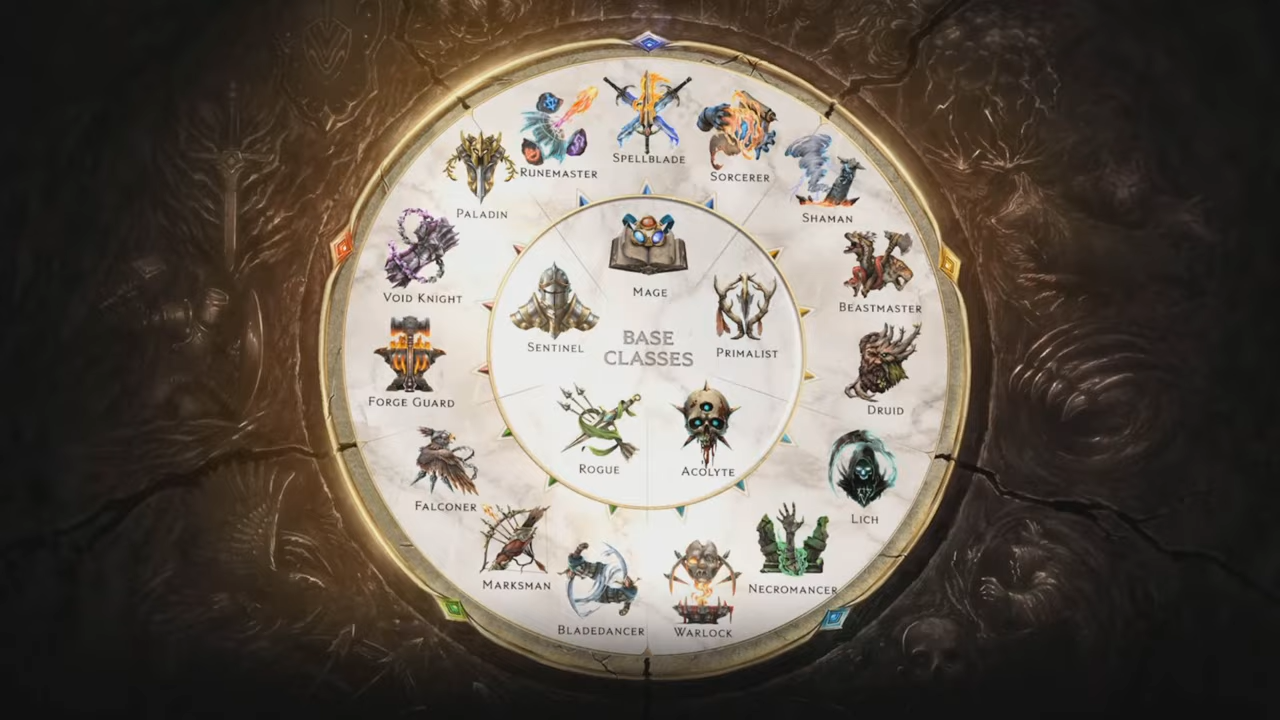 SPELLBLADE
RUNEMASTER
SORCERER
PALADIN
SHAMAN
VOID KNIGHT
MAGE
BEASTMASTER
SENTINEL
BASE
CLASSES
PRIMALIST
FORGE GUARD
DRUID
ROGUE
ACOLYTE
FALCONER
LICH
MARKSMAN
NECROMANCER
BLADEDANCER
WARLOCK